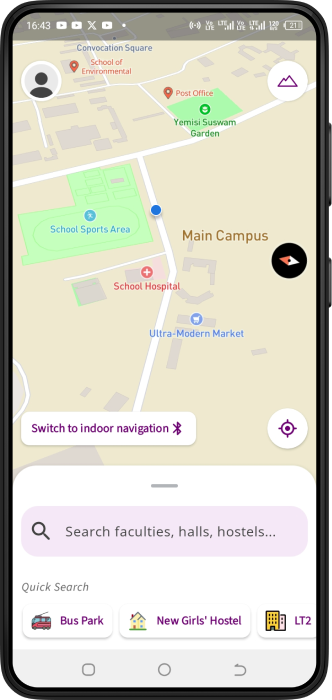 16:43
Convocation Square
School of
Environmental
Post Office
Yemisi Suswam
Garden
School Sports Area
Main Campus
School Hospital
Ultra-Modern Market
Switch to indoor navigation
Search faculties, halls, hostels...
Quick Search
Bus Park
New Girls' Hostel
LT2